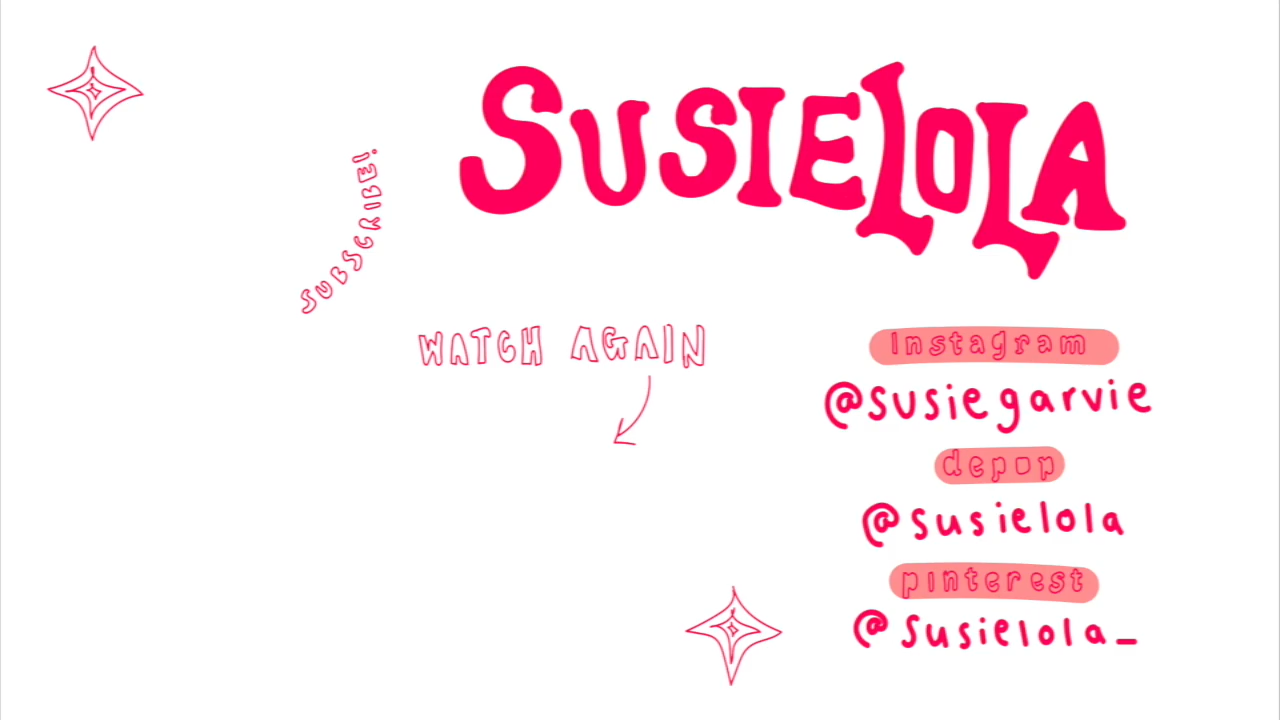 SUSIELOLA
SUBSCRIBE!
WATCH AGAIN
Instagram
@susiegarvie
depop
@susielola
pinterest
@susielola_